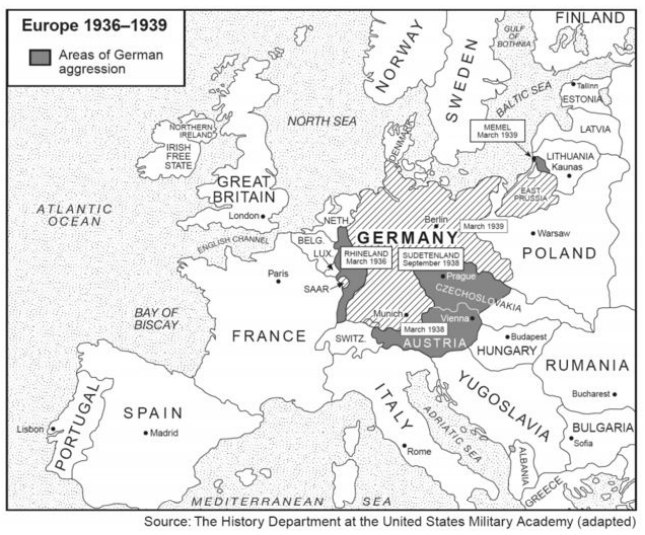 Europe 1936–1939
Areas of German
aggression
NORWAY
SWEDEN
GULF
OF
BOTHNIA
FINLAND
BALTIC SEA
Tallinn
ESTONIA
LATVIA
MEMEL
March 1939
LITHUANIA
Kaunas
EAST
PRUSSIA
NORTH SEA
DENMARK
NORTHERN
IRELAND
IRISH
FREE
STATE
GREAT
BRITAIN
London
ATLANTIC
OCEAN
ENGLISH CHANNEL
NETH.
BELG.
LUX.
Berlin
GERMANY
March 1939
Warsaw
POLAND
RHINELAND
March 1936
SUDETENLAND
September 1938
Prague
CZECHOSLOVAKIA
SAAR
Paris
BAY OF
BISCAY
FRANCE
Munich
Vienna
March 1938
AUSTRIA
SWITZ.
Budapest
HUNGARY
RUMANIA
Bucharest
YUGOSLAVIA
ITALY
ADRIATIC SEA
Rome
BULGARIA
Sofia
ALBANIA
GREECE
PORTUGAL
Lisbon
SPAIN
Madrid
MEDITERRANEAN SEA
Source: The History Department at the United States Military Academy (adapted)